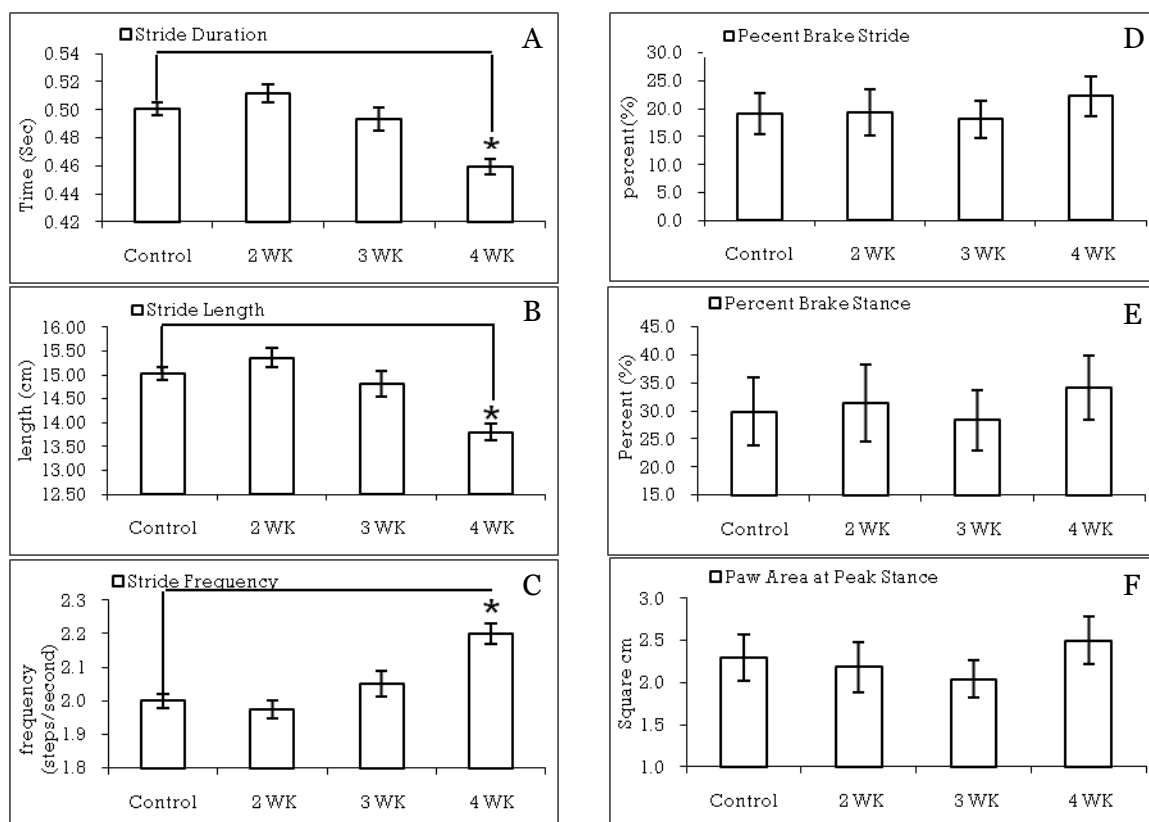 Stride Duration
A
Time (Sec)
0.54
0.52
0.50
0.48
0.46
0.44
0.42
*
Control 2 WK 3 WK 4 WK
Stride Length
B
length (cm)
16.00
15.50
15.00
14.50
14.00
13.50
13.00
12.50
*
Control 2 WK 3 WK 4 WK
Stride Frequency
C
frequency
(steps/second)
2.3
2.2
2.1
2.0
1.9
1.8
*
Control 2 WK 3 WK 4 WK
Pecent Brake Stride
D
percent (%)
30.0
25.0
20.0
15.0
10.0
5.0
0.0
Control 2 WK 3 WK 4 WK
Percent Brake Stance
E
Percent (%)
45.0
40.0
35.0
30.0
25.0
20.0
15.0
Control 2 WK 3 WK 4 WK
Paw Area at Peak Stance
F
Square cm
3.0
2.5
2.0
1.5
1.0
Control 2 WK 3 WK 4 WK